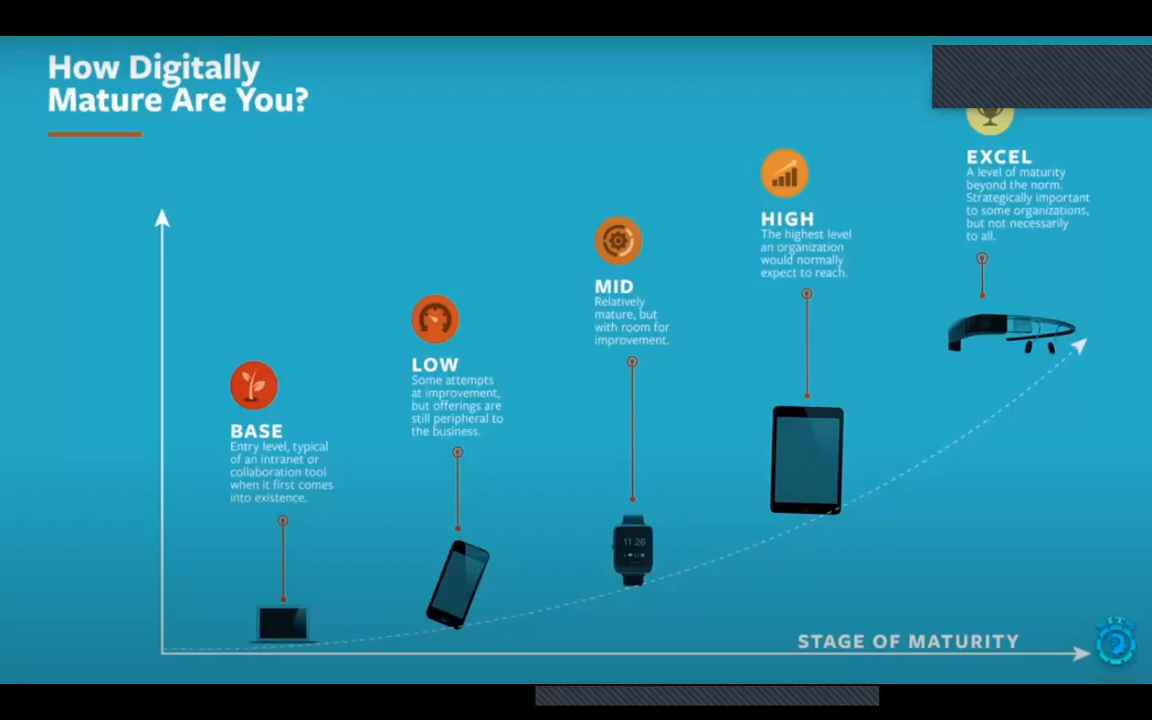 How Digitally
Mature Are You?
EXCEL
A level of maturity
beyond the norm.
Strategically important
to some organizations,
but not necessarily
to all.
HIGH
The highest level
an organization
would normally
expect to reach.
MID
Relatively
mature, but
with room for
improvement.
LOW
Some attempts
at improvement,
but offerings are
still peripheral to
the business.
BASE
Entry level, typical
of an intranet or
collaboration tool
when it first comes
into existence.
11:20
STAGE OF MATURITY